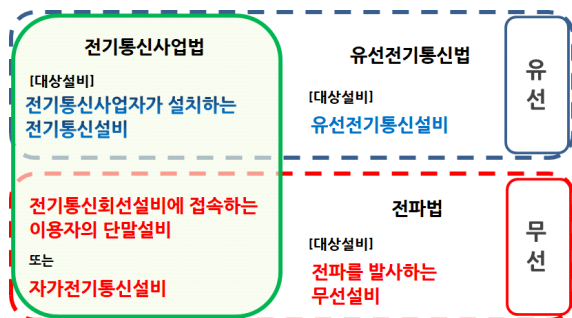 전기통신사업법
[대상설비]
전기통신사업자가 설치하는
전기통신설비
유선전기통신법
[대상설비]
유선전기통신설비
유
선
전기통신회선설비에 접속하는
이용자의 단말설비
또는
자가전기통신설비
전파법
[대상설비]
전파를 발사하는
무선설비
무
선